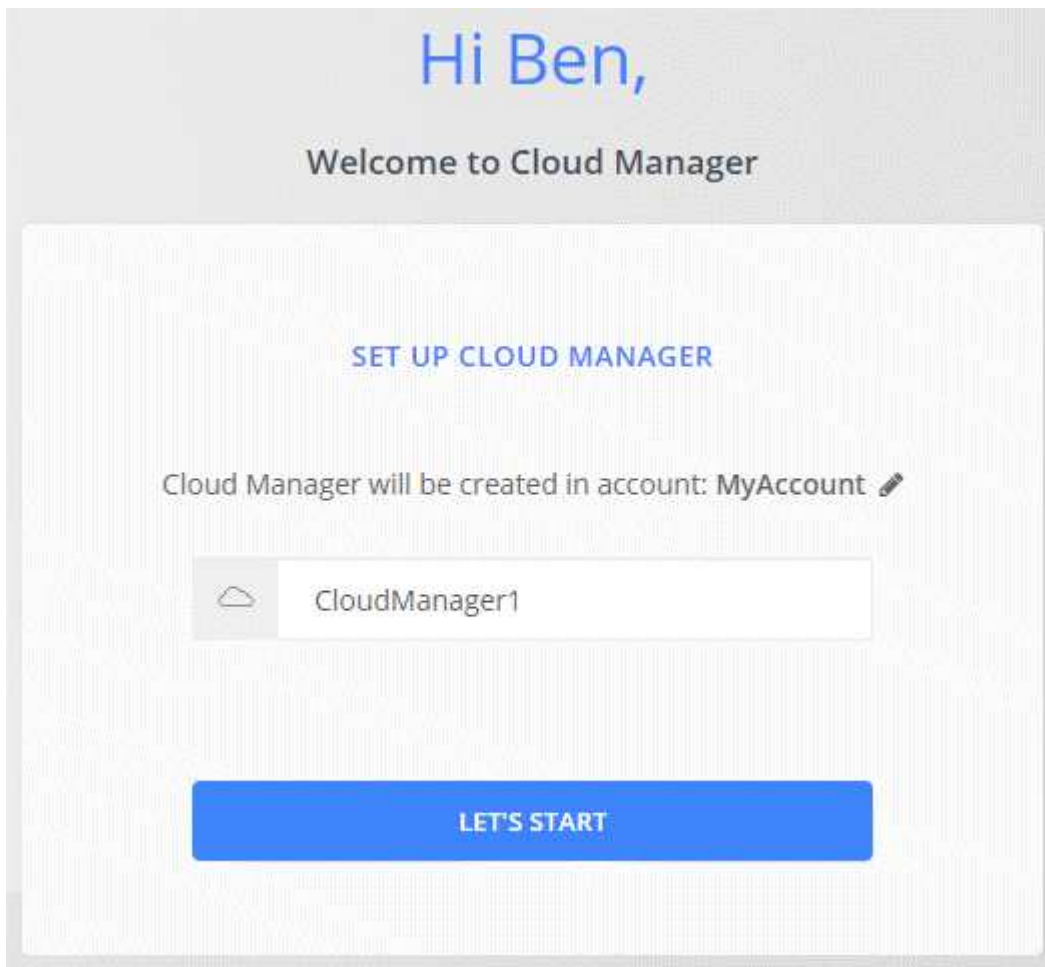 Hi Ben,
Welcome to Cloud Manager
SET UP CLOUD MANAGER
Cloud Manager will be created in account: MyAccount
CloudManager1
LET'S START